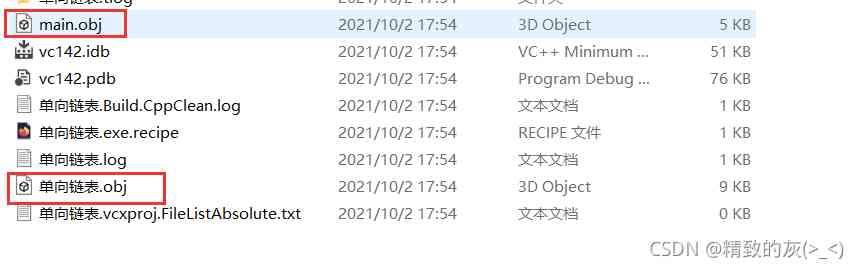 main.obj 2021/10/2 17:54 3D Object 5 KB
vc142.idb 2021/10/2 17:54 VC++ Minimum ... 51 KB
vc142.pdb 2021/10/2 17:54 Program Debug ... 76 KB
单向链表.Build.CppClean.log 2021/10/2 17:54 文本文档 1 KB
单向链表.exe.recipe 2021/10/2 17:54 RECIPE 文件 1 KB
单向链表.log 2021/10/2 17:54 文本文档 1 KB
单向链表.obj 2021/10/2 17:54 3D Object 9 KB
单向链表.vcxproj.FileListAbsolute.txt 2021/10/2 17:54 文本文档 0 KB
CSDN @精致的灰(>_<)